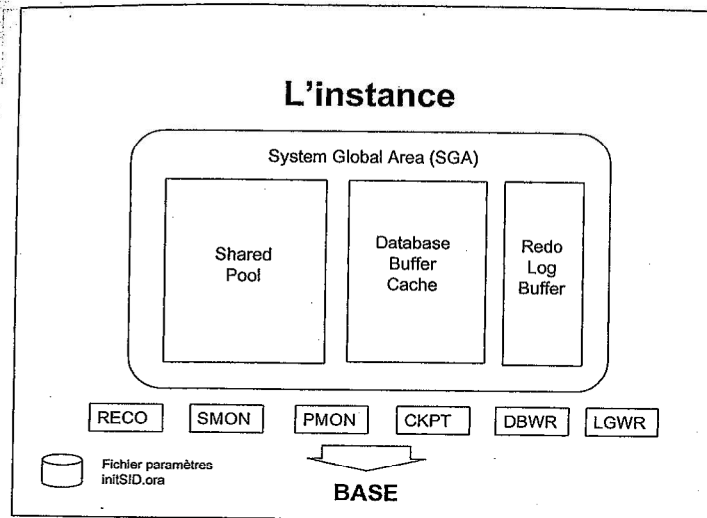 L'instance
System Global Area (SGA)
Shared
Pool
Database
Buffer
Cache
Redo
Log
Buffer
RECO
SMON
PMON
CKPT
DBWR
LGWR
Fichier paramètres
initSID.ora
BASE